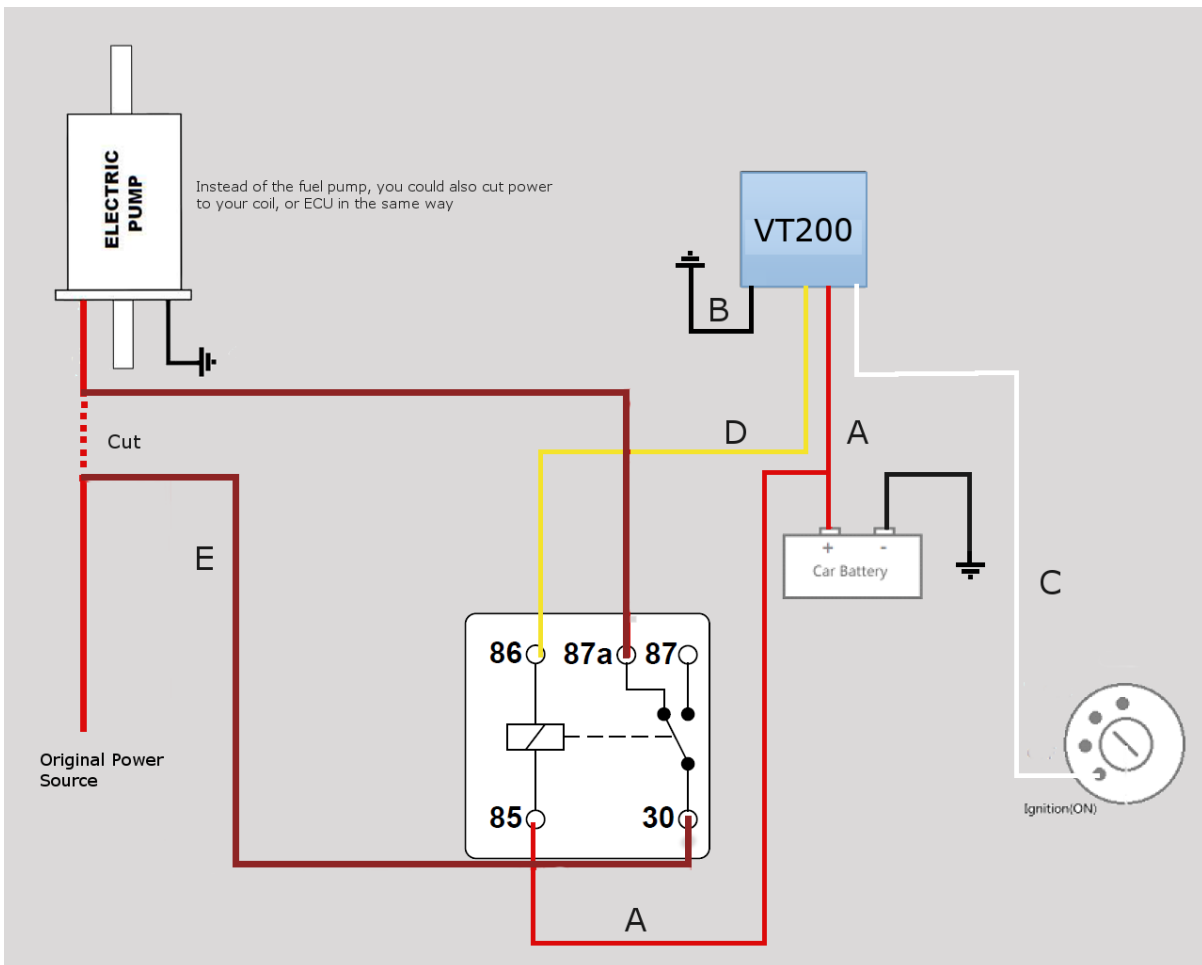 ELECTRIC
PUMP
Instead of the fuel pump, you could also cut power
to your coil, or ECU in the same way
VT200
B
D
A
Cut
+ -
Car Battery
E
C
86 87a 87
Original Power
Source
85 30
Ignition(ON)
A